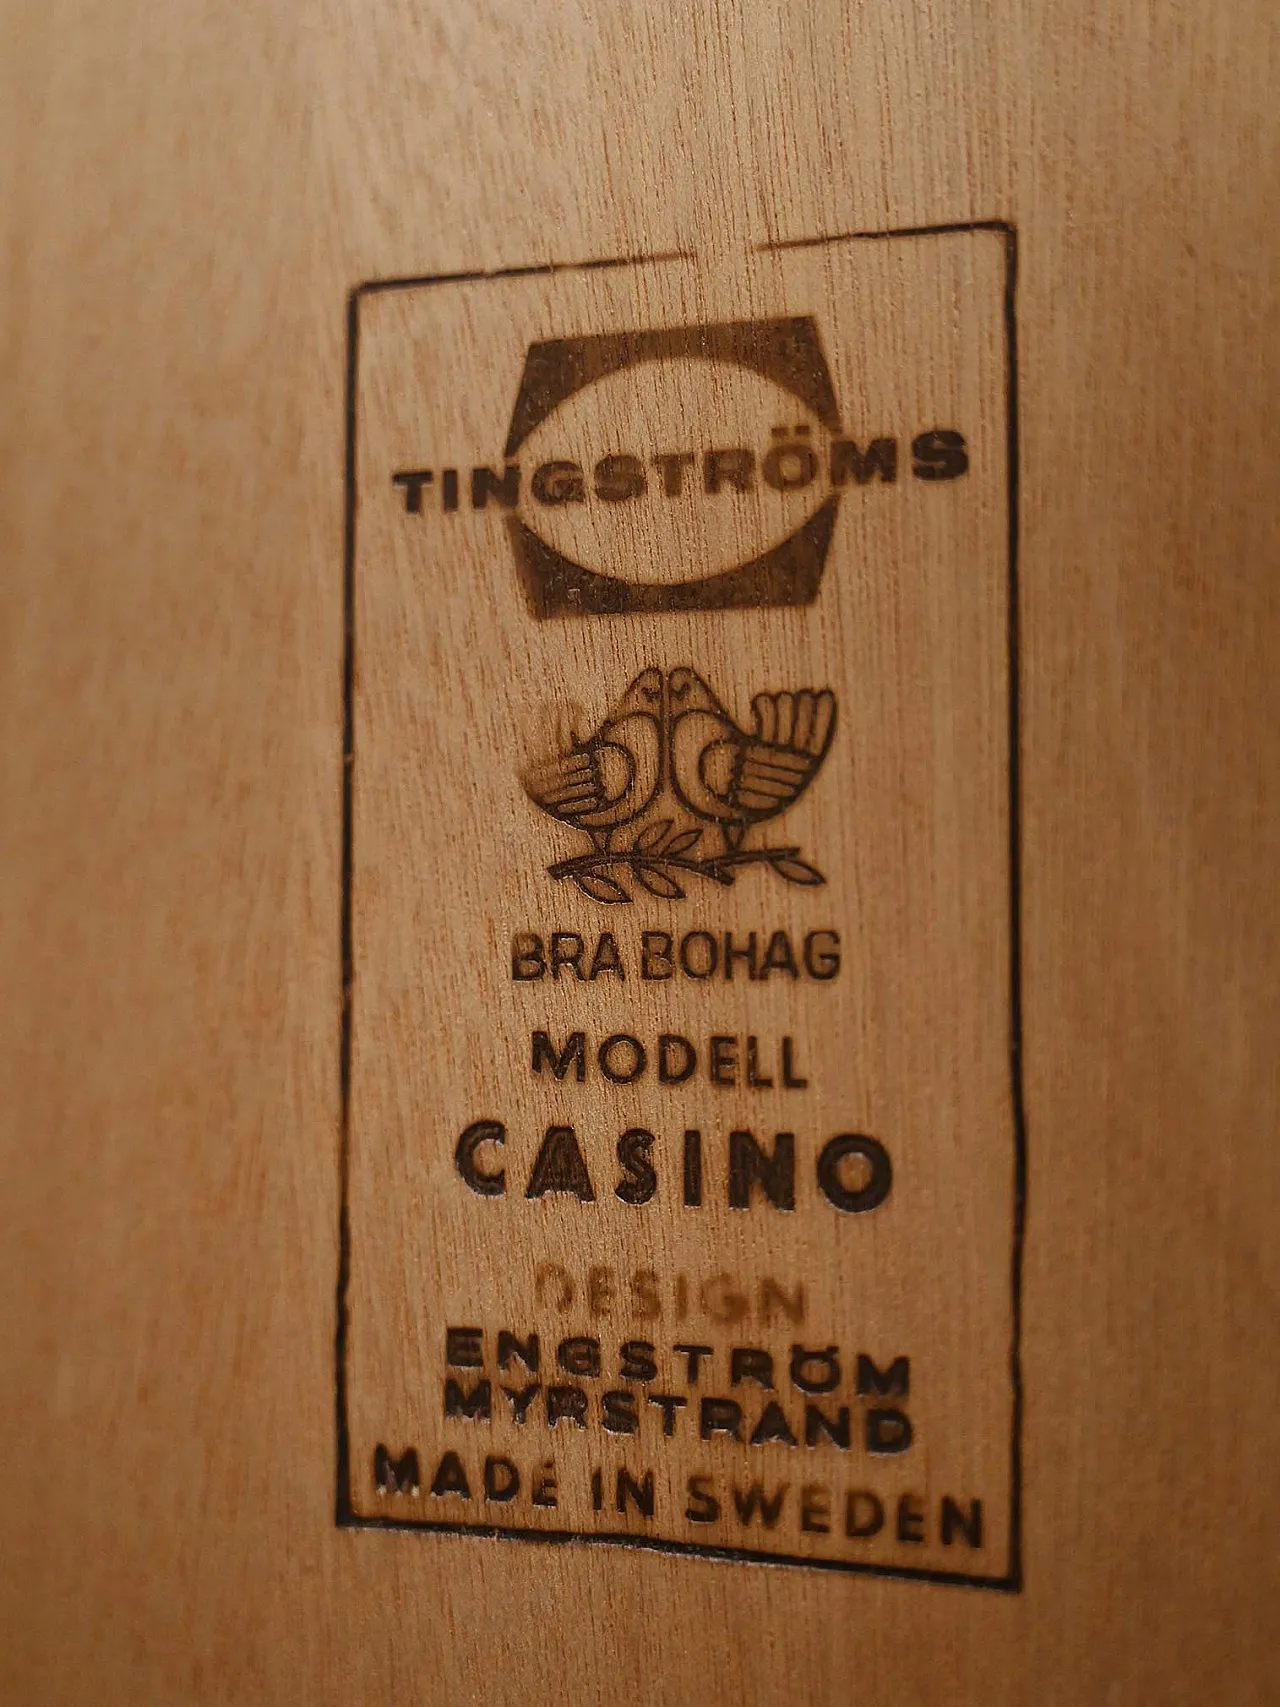 TINGSTRÖMS
BRA BOHAG
MODELL
CASINO
DESIGN
ENGSTRÖM
MYRSTRAND
MADE IN SWEDEN